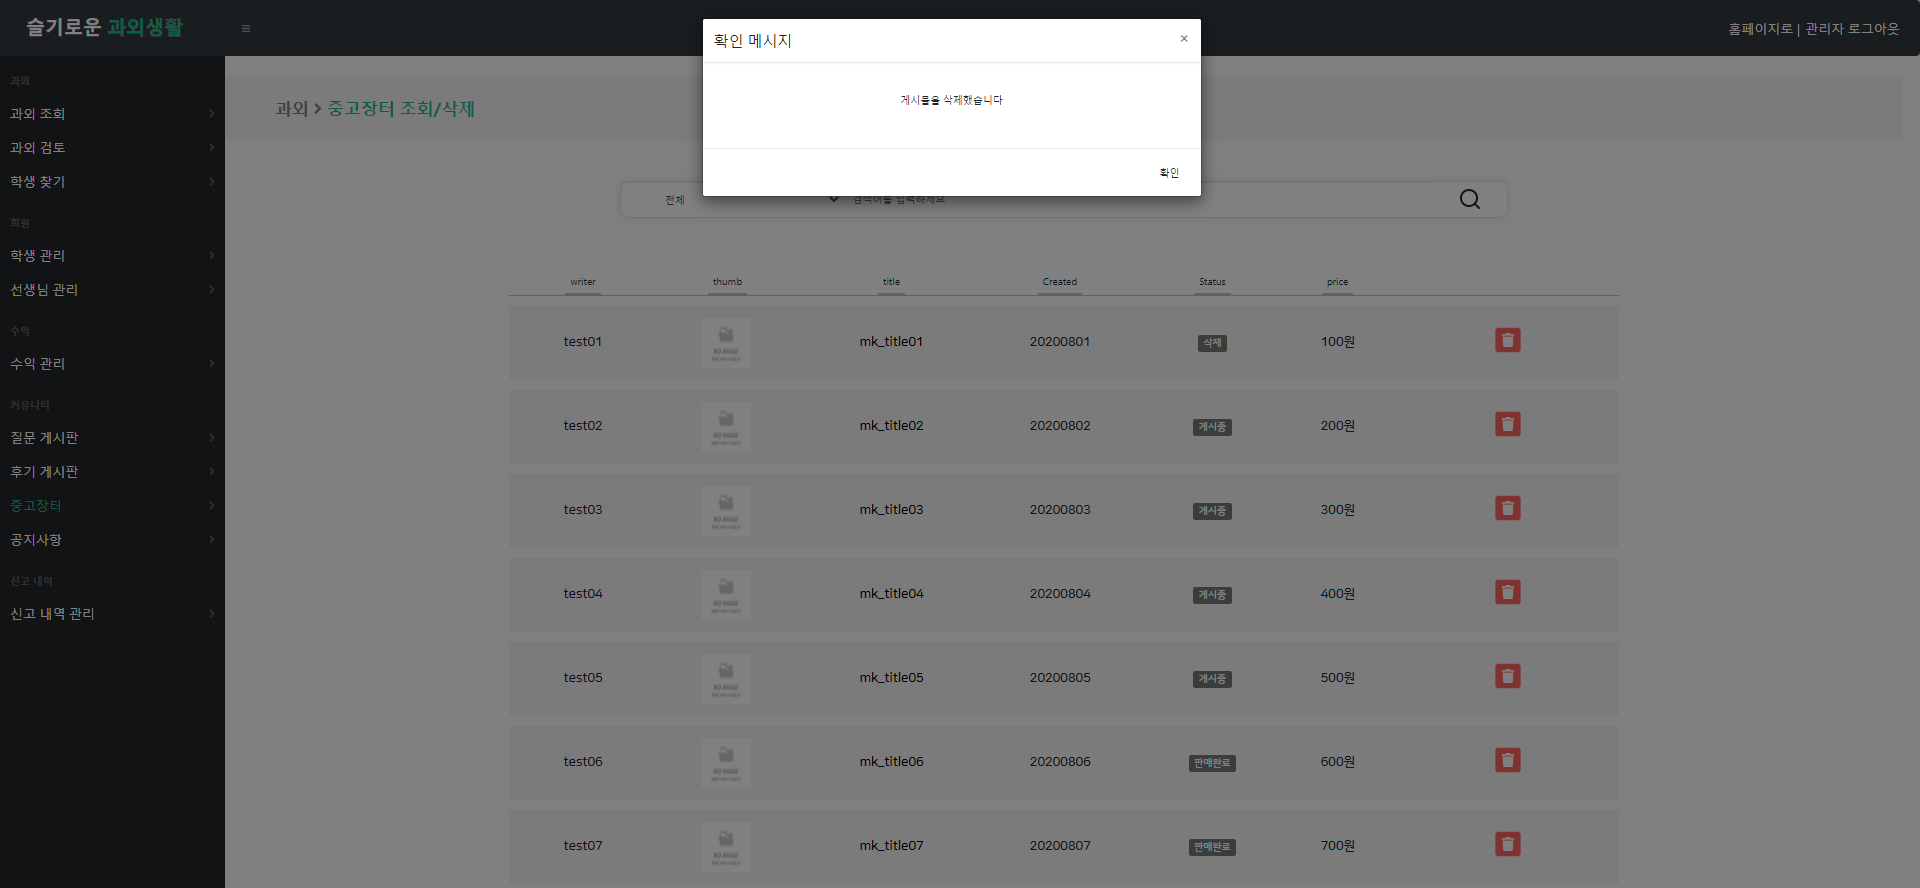 슬기로운 과외생활
≡
홈페이지로 | 관리자 로그아웃
확인 메시지
×
게시물을 삭제했습니다
확인
과외
과외 조회
과외 검토
학생 찾기
회원
학생 관리
선생님 관리
수익
수익 관리
커뮤니티
질문 게시판
후기 게시판
중고장터
공지사항
신고 내역
신고 내역 관리
과외 > 중고장터 조회/삭제
전체
검색어를 입력하세요
writer thumb title Created Status price
test01 NO IMAGE mk_title01 20200801 삭제 100원
test02 NO IMAGE mk_title02 20200802 게시중 200원
test03 NO IMAGE mk_title03 20200803 게시중 300원
test04 NO IMAGE mk_title04 20200804 게시중 400원
test05 NO IMAGE mk_title05 20200805 게시중 500원
test06 NO IMAGE mk_title06 20200806 판매완료 600원
test07 NO IMAGE mk_title07 20200807 판매완료 700원